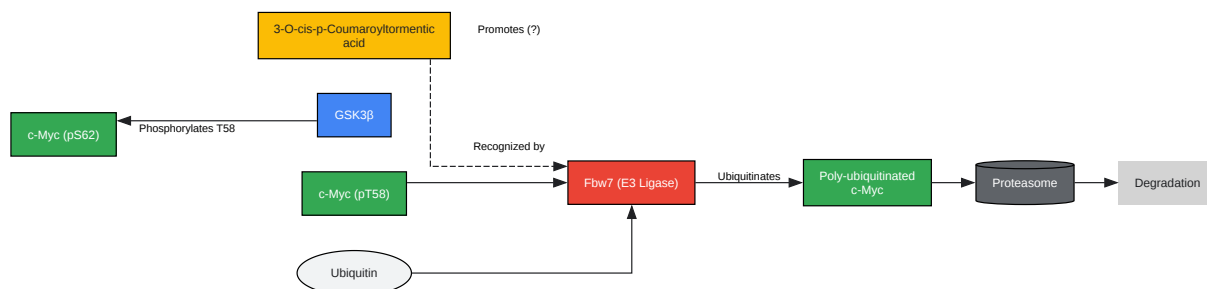 3-O-cis-p-Coumaroyltormentic
acid
Promotes (?)
GSK3β
c-Myc (pS62)
Phosphorylates T58
Recognized by
c-Myc (pT58)
Fbw7 (E3 Ligase)
Ubiquitinates
Poly-ubiquitinated
c-Myc
Proteasome
Degradation
Ubiquitin